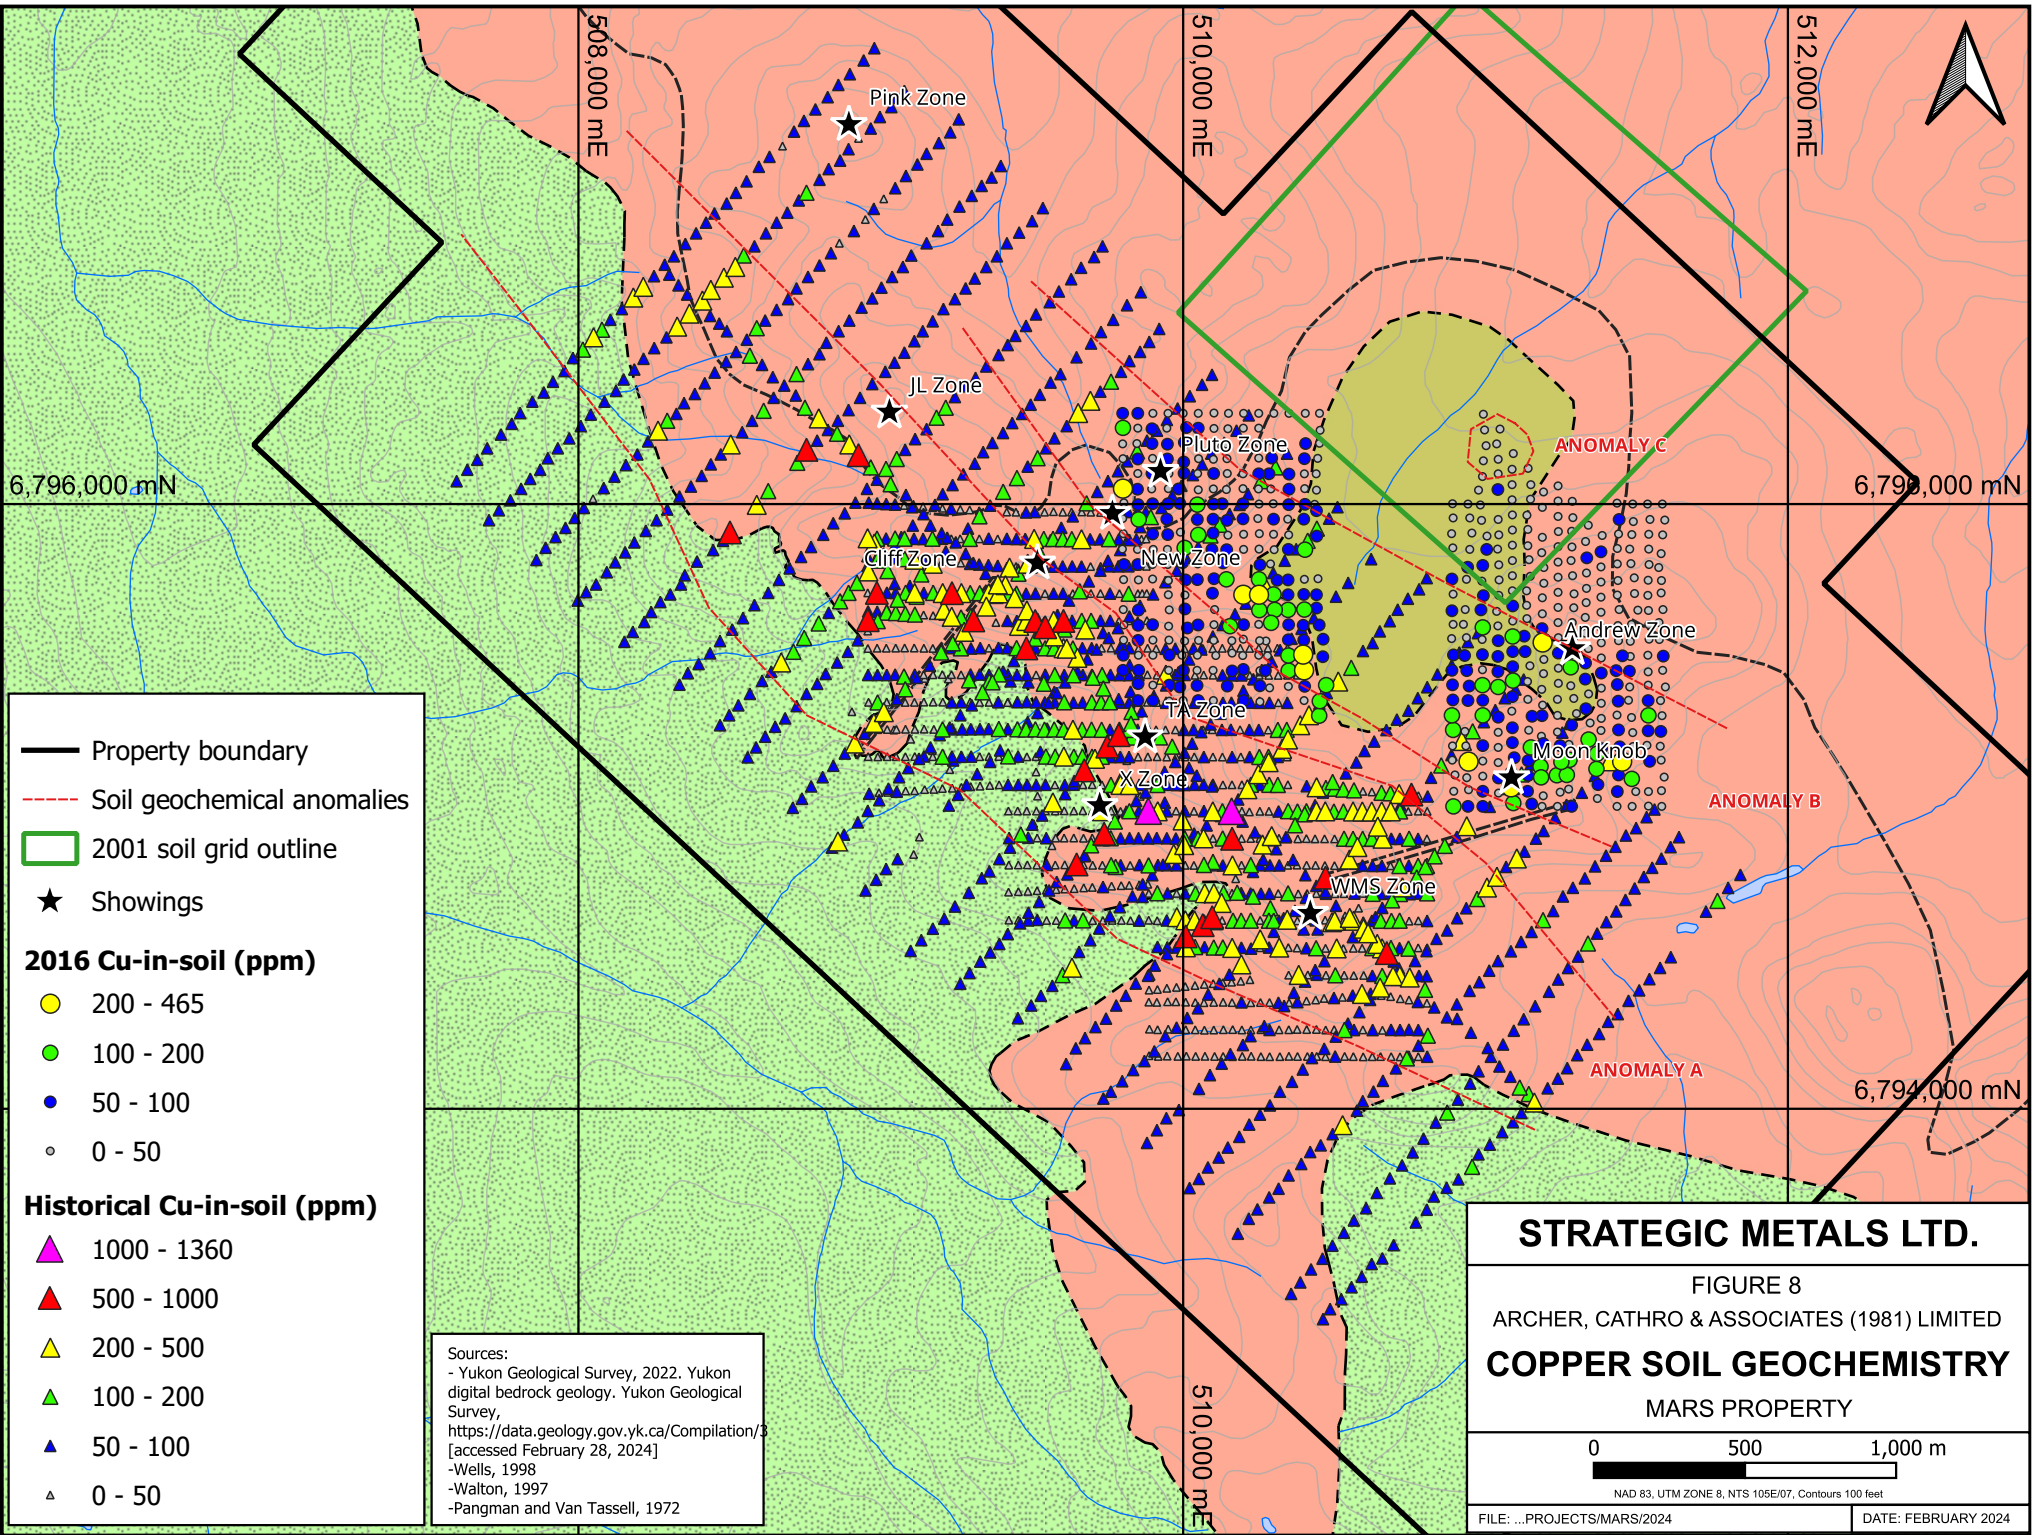 508,000 mE
510,000 mE
512,000 mE
Pink Zone
JL Zone
Pluto Zone
ANOMALY C
6,796,000 mN
6,796,000 mN
Cliff Zone
New Zone
Andrew Zone
TA Zone
Moon Knob
X Zone
ANOMALY B
WMS Zone
ANOMALY A
6,794,000 mN
510,000 mE
Property boundary
Soil geochemical anomalies
2001 soil grid outline
Showings
2016 Cu-in-soil (ppm)
200 - 465
100 - 200
50 - 100
0 - 50
Historical Cu-in-soil (ppm)
1000 - 1360
500 - 1000
200 - 500
100 - 200
50 - 100
0 - 50
Sources:
- Yukon Geological Survey, 2022. Yukon
digital bedrock geology. Yukon Geological
Survey,
https://data.geology.gov.yk.ca/Compilation/3
[accessed February 28, 2024]
-Wells, 1998
-Walton, 1997
-Pangman and Van Tassell, 1972
STRATEGIC METALS LTD.
FIGURE 8
ARCHER, CATHRO & ASSOCIATES (1981) LIMITED
COPPER SOIL GEOCHEMISTRY
MARS PROPERTY
0 500 1,000 m
NAD 83, UTM ZONE 8, NTS 105E/07, Contours 100 feet
FILE: ...PROJECTS/MARS/2024
DATE: FEBRUARY 2024